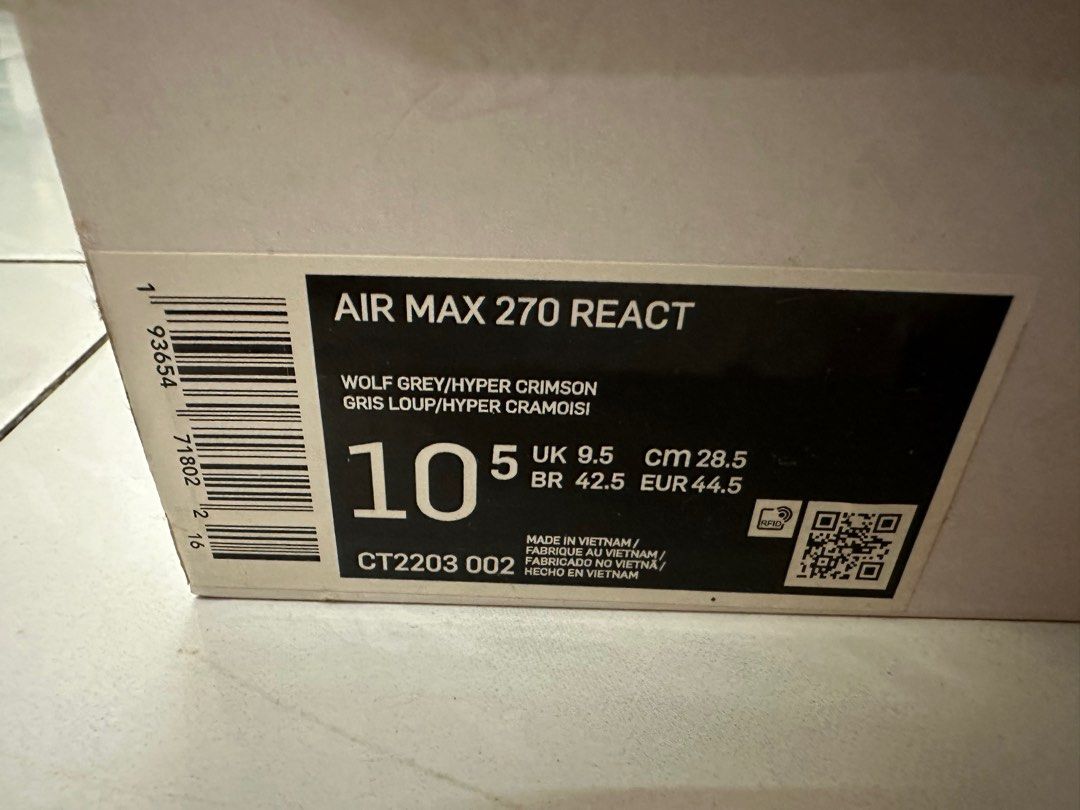 AIR MAX 270 REACT
WOLF GREY/HYPER CRIMSON
GRIS LOUP/HYPER CRAMOISI
10 5
UK 9.5 cm 28.5
BR 42.5 EUR 44.5
CT2203 002
MADE IN VIETNAM /
FABRIQUE AU VIETNAM /
FABRICADO NO VIETNÃ /
HECHO EN VIETNAM
RFID
1 93654 71802 2 16